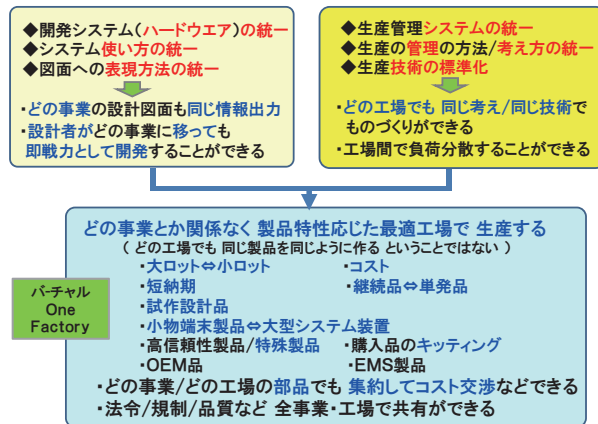 ◆開発システム(ハードウエア)の統一
◆システム使い方の統一
◆図面への表現方法の統一
・どの事業の設計図面も同じ情報出力
・設計者がどの事業に移っても
即戦力として開発することができる
◆生産管理システムの統一
◆生産の管理の方法/考え方の統一
◆生産技術の標準化
・どの工場でも 同じ考え/同じ技術で
ものづくりができる
・工場間で負荷分散することができる
どの事業とか関係なく 製品特性応じた最適工場で 生産する
( どの工場でも 同じ製品を同じように作る ということではない )
・大ロット⇔小ロット ・コスト
・短納期 ・継続品⇔単発品
・試作設計品
・小物端末製品⇔大型システム装置
・高信頼性製品/特殊製品 ・購入品のキッティング
・OEM品 ・EMS製品
・どの事業/どの工場の部品でも 集約してコスト交渉などできる
・法令/規制/品質など 全事業・工場で共有ができる
バーチャル
One
Factory